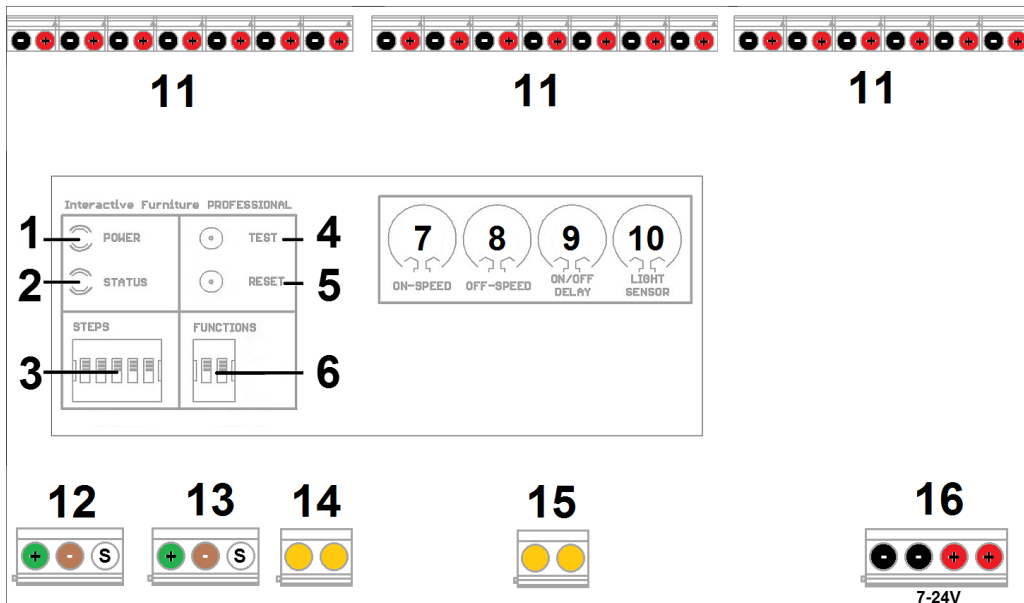 - + - + - + - + - + - + - +
- + - + - + - + - + - + - +
- + - + - + - + - + - +
11
11
11
Interactive Furniture PROFESSIONAL
1
POWER
TEST
4
2
STATUS
RESET
5
7
8
9
10
ON-SPEED
OFF-SPEED
ON/OFF
DELAY
LIGHT
SENSOR
STEPS
FUNCTIONS
3
6
12
13
14
15
16
+ - S
+ - S
- - + +
7-24V